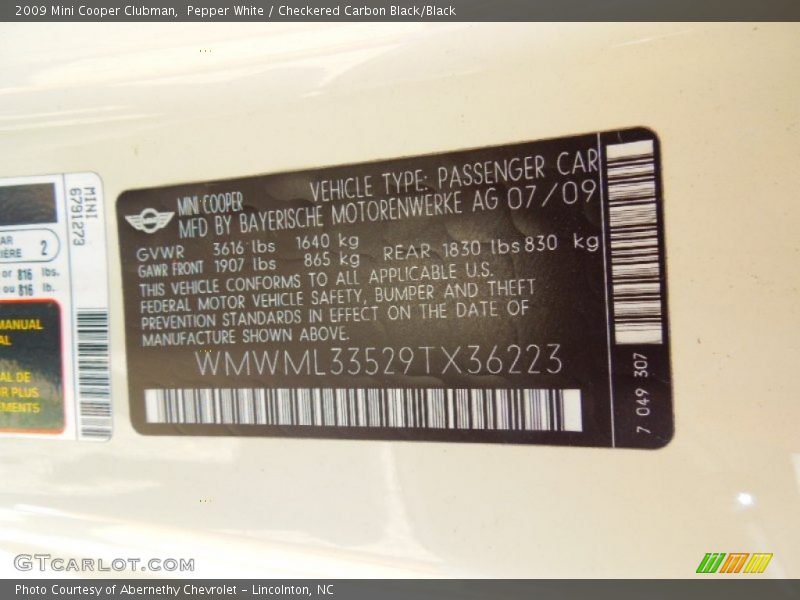 2009 Mini Cooper Clubman,  Pepper White / Checkered Carbon Black/Black
MINI
6791273
2
or 816 lbs.
ou 816 lb.
MANUAL
AL DE
PLUS
MINI COOPER
VEHICLE TYPE: PASSENGER CAR
MFD BY BAYERISCHE MOTORENWERKE AG 07/09
GVWR 3616 lbs 1640 kg
GAWR FRONT 1907 lbs 865 kg REAR 1830 lbs 830 kg
THIS VEHICLE CONFORMS TO ALL APPLICABLE U.S.
FEDERAL MOTOR VEHICLE SAFETY, BUMPER AND THEFT
PREVENTION STANDARDS IN EFFECT ON THE DATE OF
MANUFACTURE SHOWN ABOVE.
WMWML33529TX36223
7 049 307
GTCARLOT.COM
Photo Courtesy of Abernethy Chevrolet – Lincolnton, NC